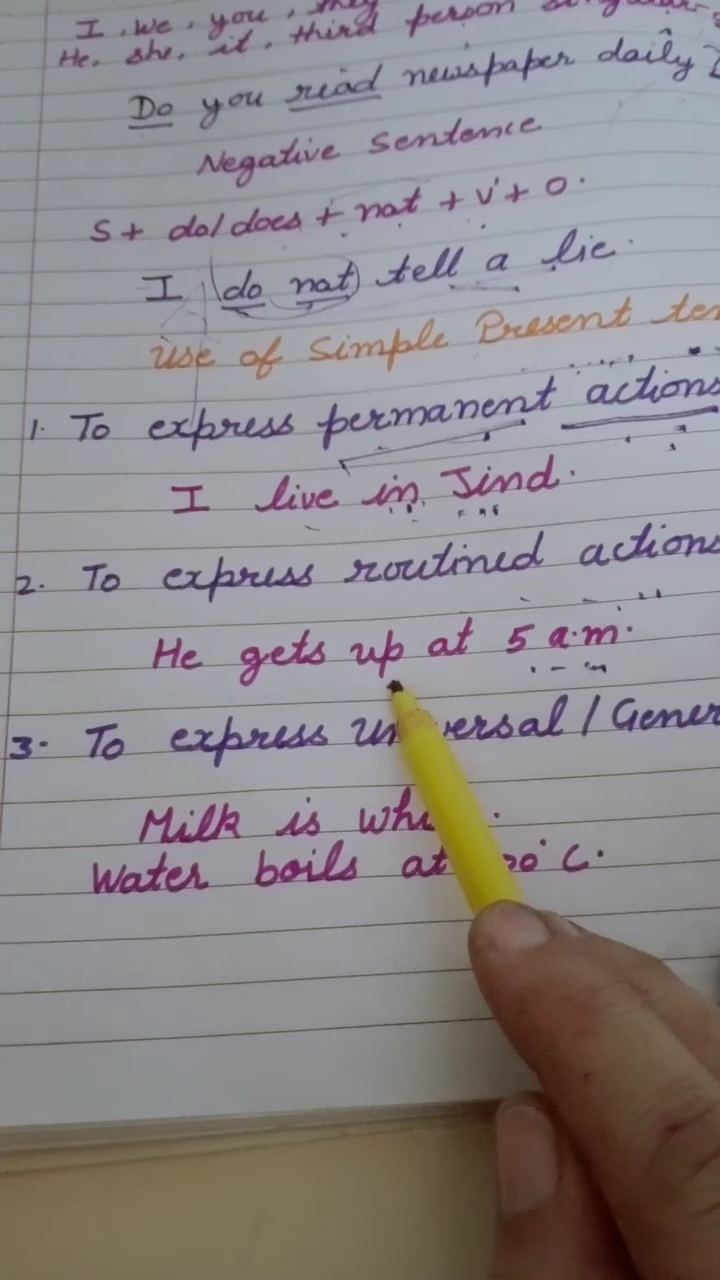 I, we, you, they
He, she, it, third person
Do you read newspaper daily
Negative Sentence
S + do/does + not + V' + O.
I do not tell a lie.
use of Simple Present
1. To express permanent actions
I live in Jind.
2. To express routined actions
He gets up at 5 a.m.
3. To express
Milk is
Water boils at C.